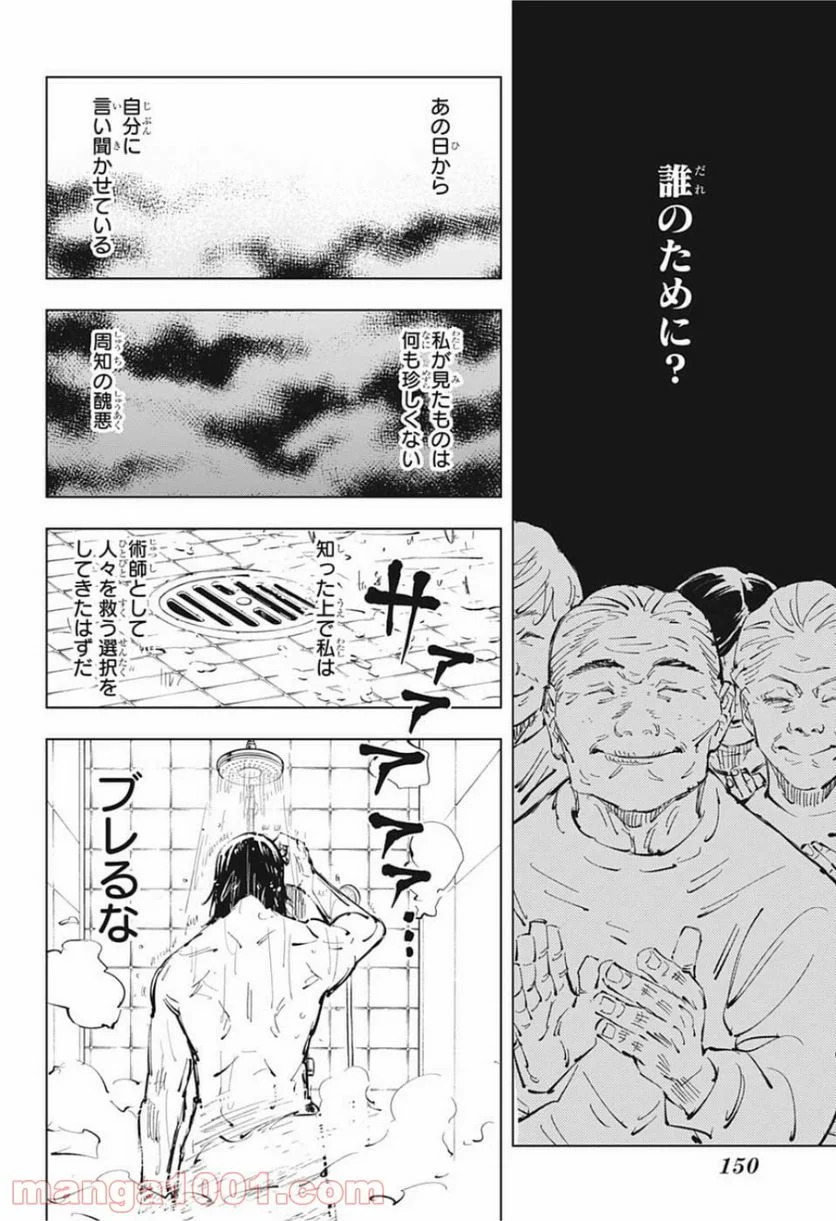 誰のために？
あの日から
自分に
言い聞かせている
私が見たものは
何も珍しくない
周知の醜悪
知った上で私は
術師として
人々を救う選択を
してきたはずだ
サァァァァァ…
ブレるな
150
manga1001.com